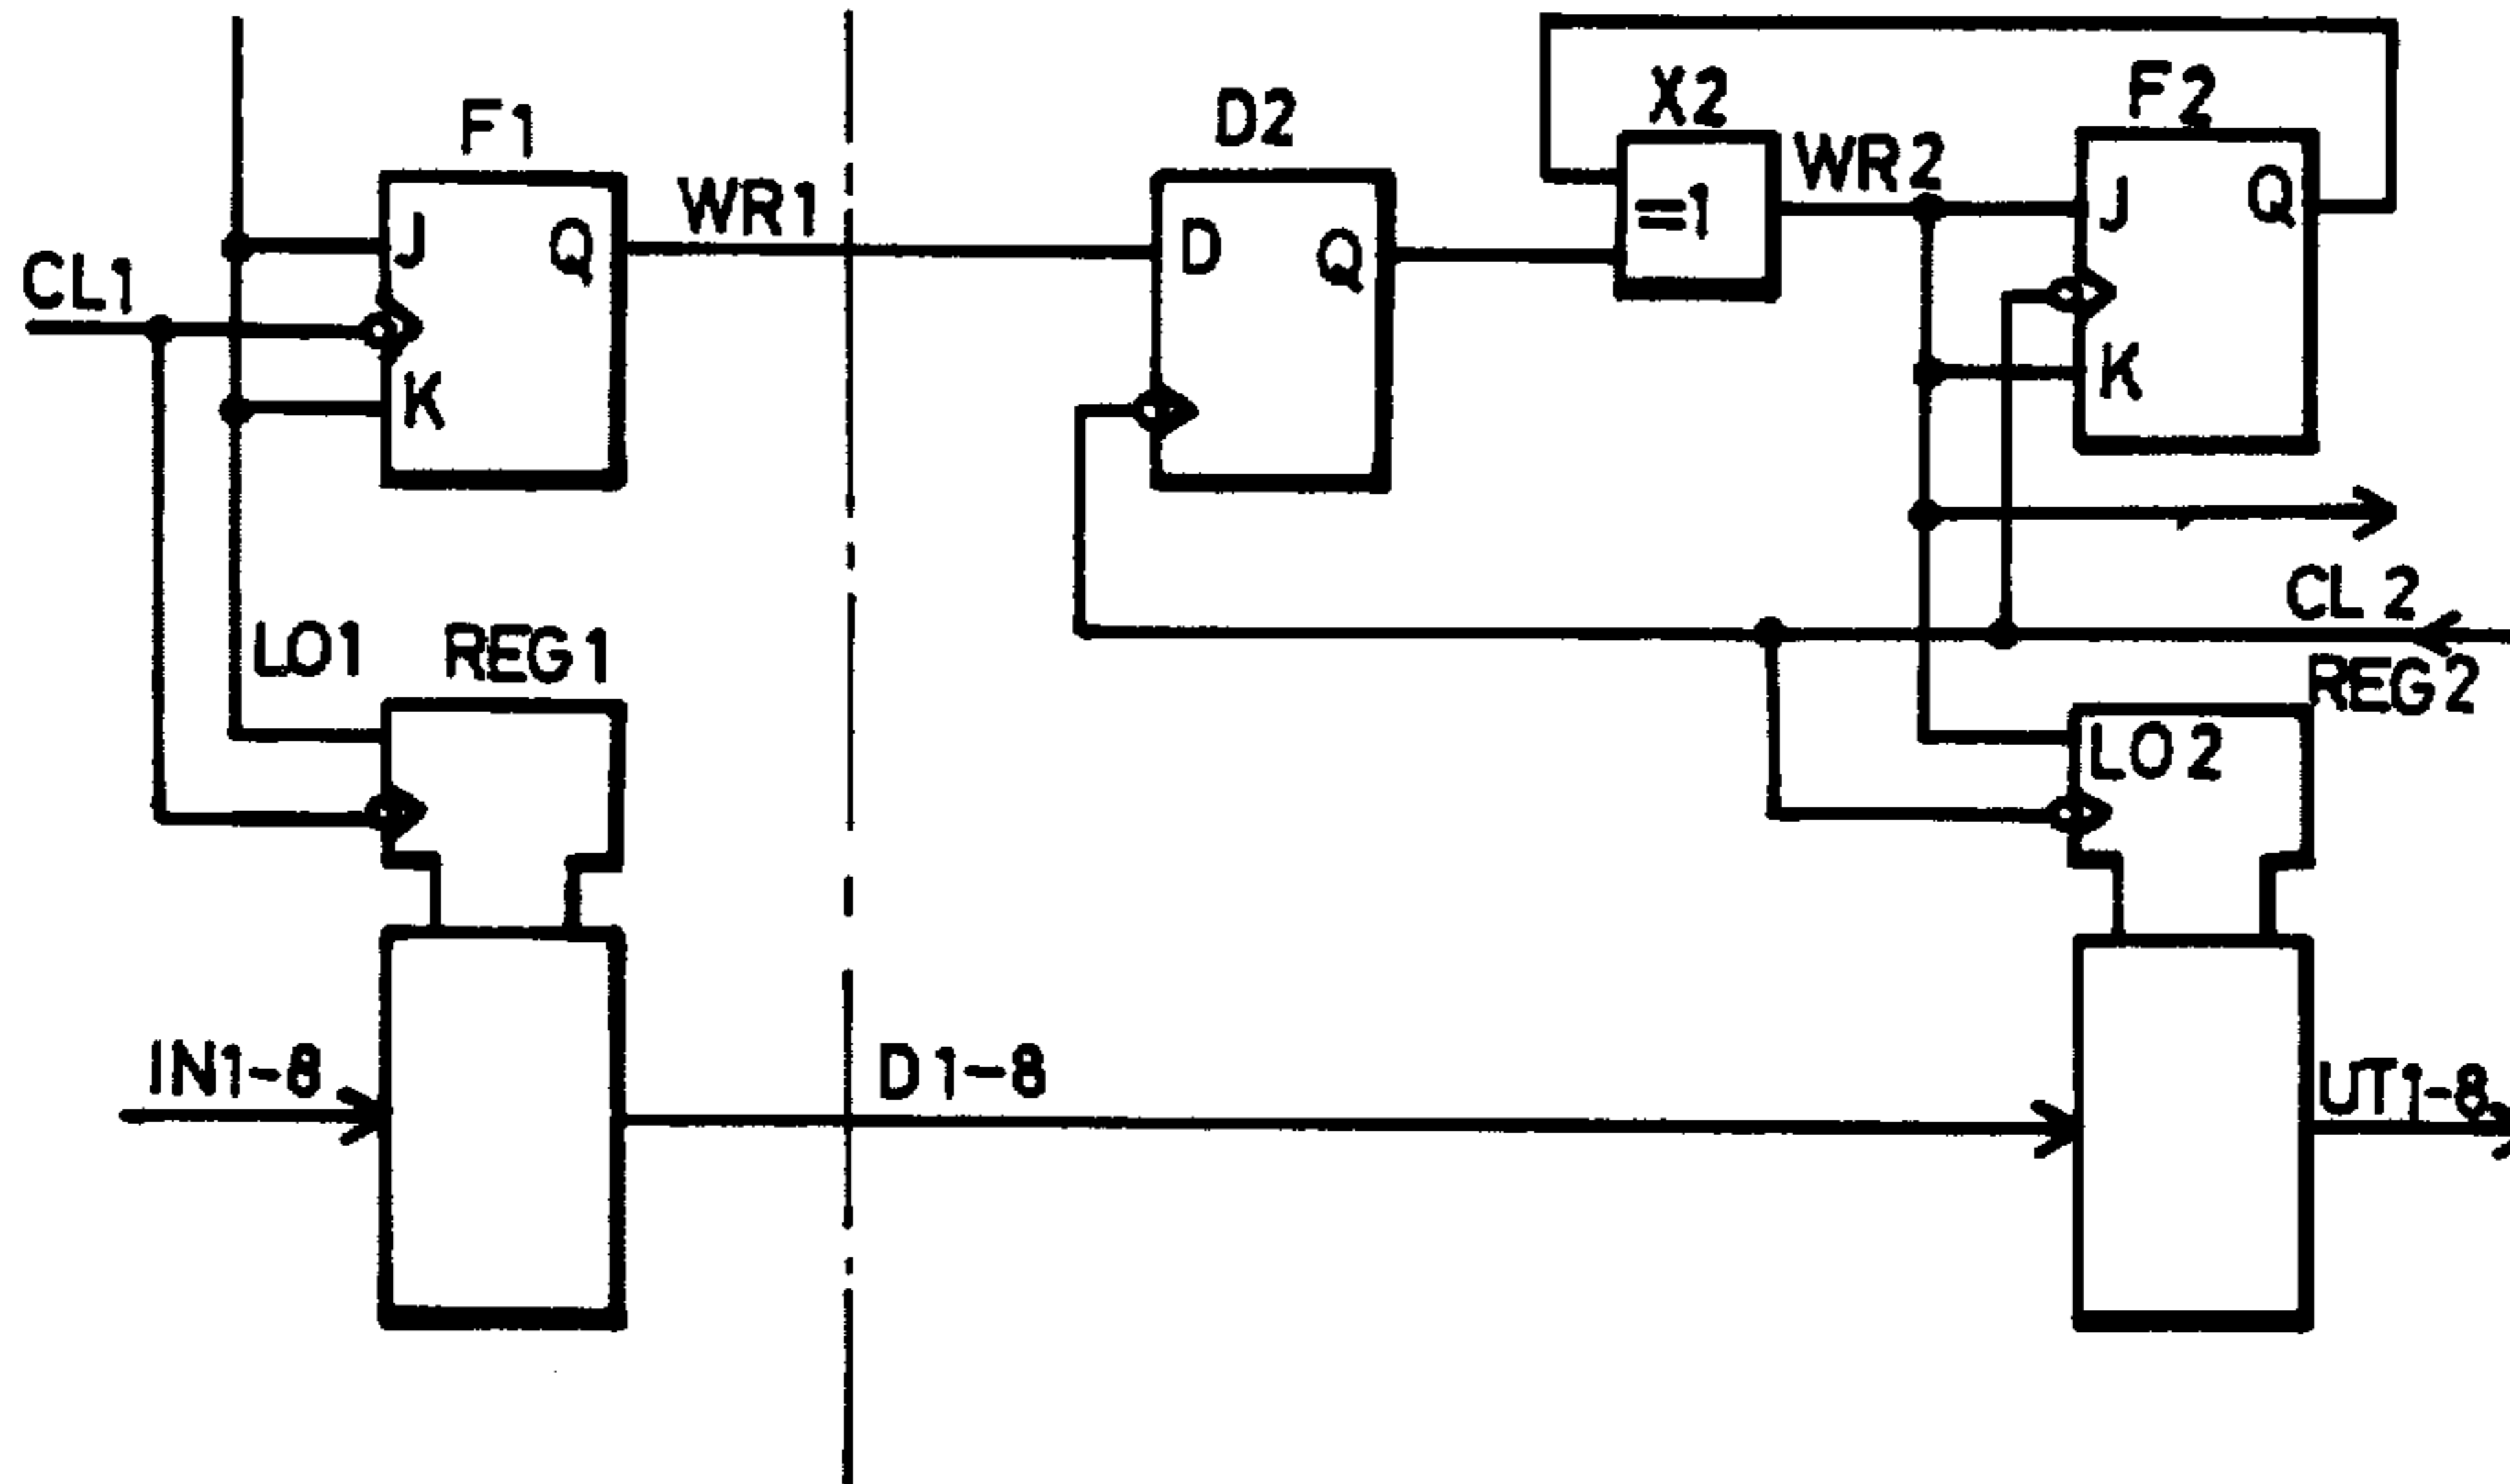 F1
D2
X2
F2
J
Q
WR1
D
Q
=1
WR2
J
Q
CL1
K
K
CL2
LO1
REG1
REG2
LO2
IN1-8
D1-8
UT1-8